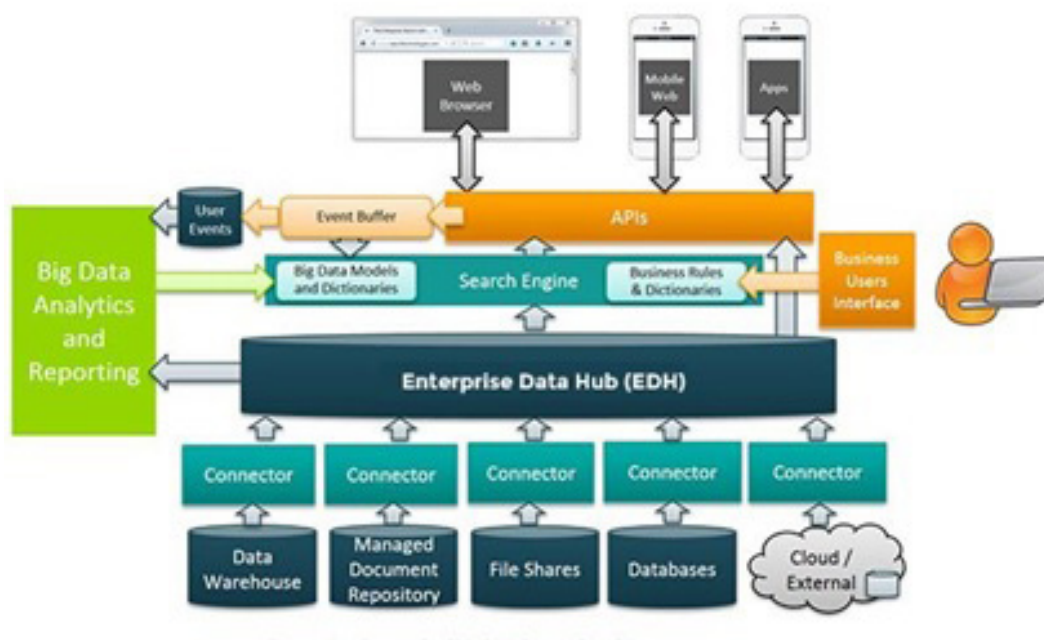 Web
Browser
Mobile
Web
Apps
User
Events
Event Buffer
APIs
Big Data
Analytics
and
Reporting
Big Data Models
and Dictionaries
Search Engine
Business Rules
& Dictionaries
Business
Users
Interface
Enterprise Data Hub (EDH)
Connector
Connector
Connector
Connector
Connector
Data
Warehouse
Managed
Document
Repository
File Shares
Databases
Cloud /
External